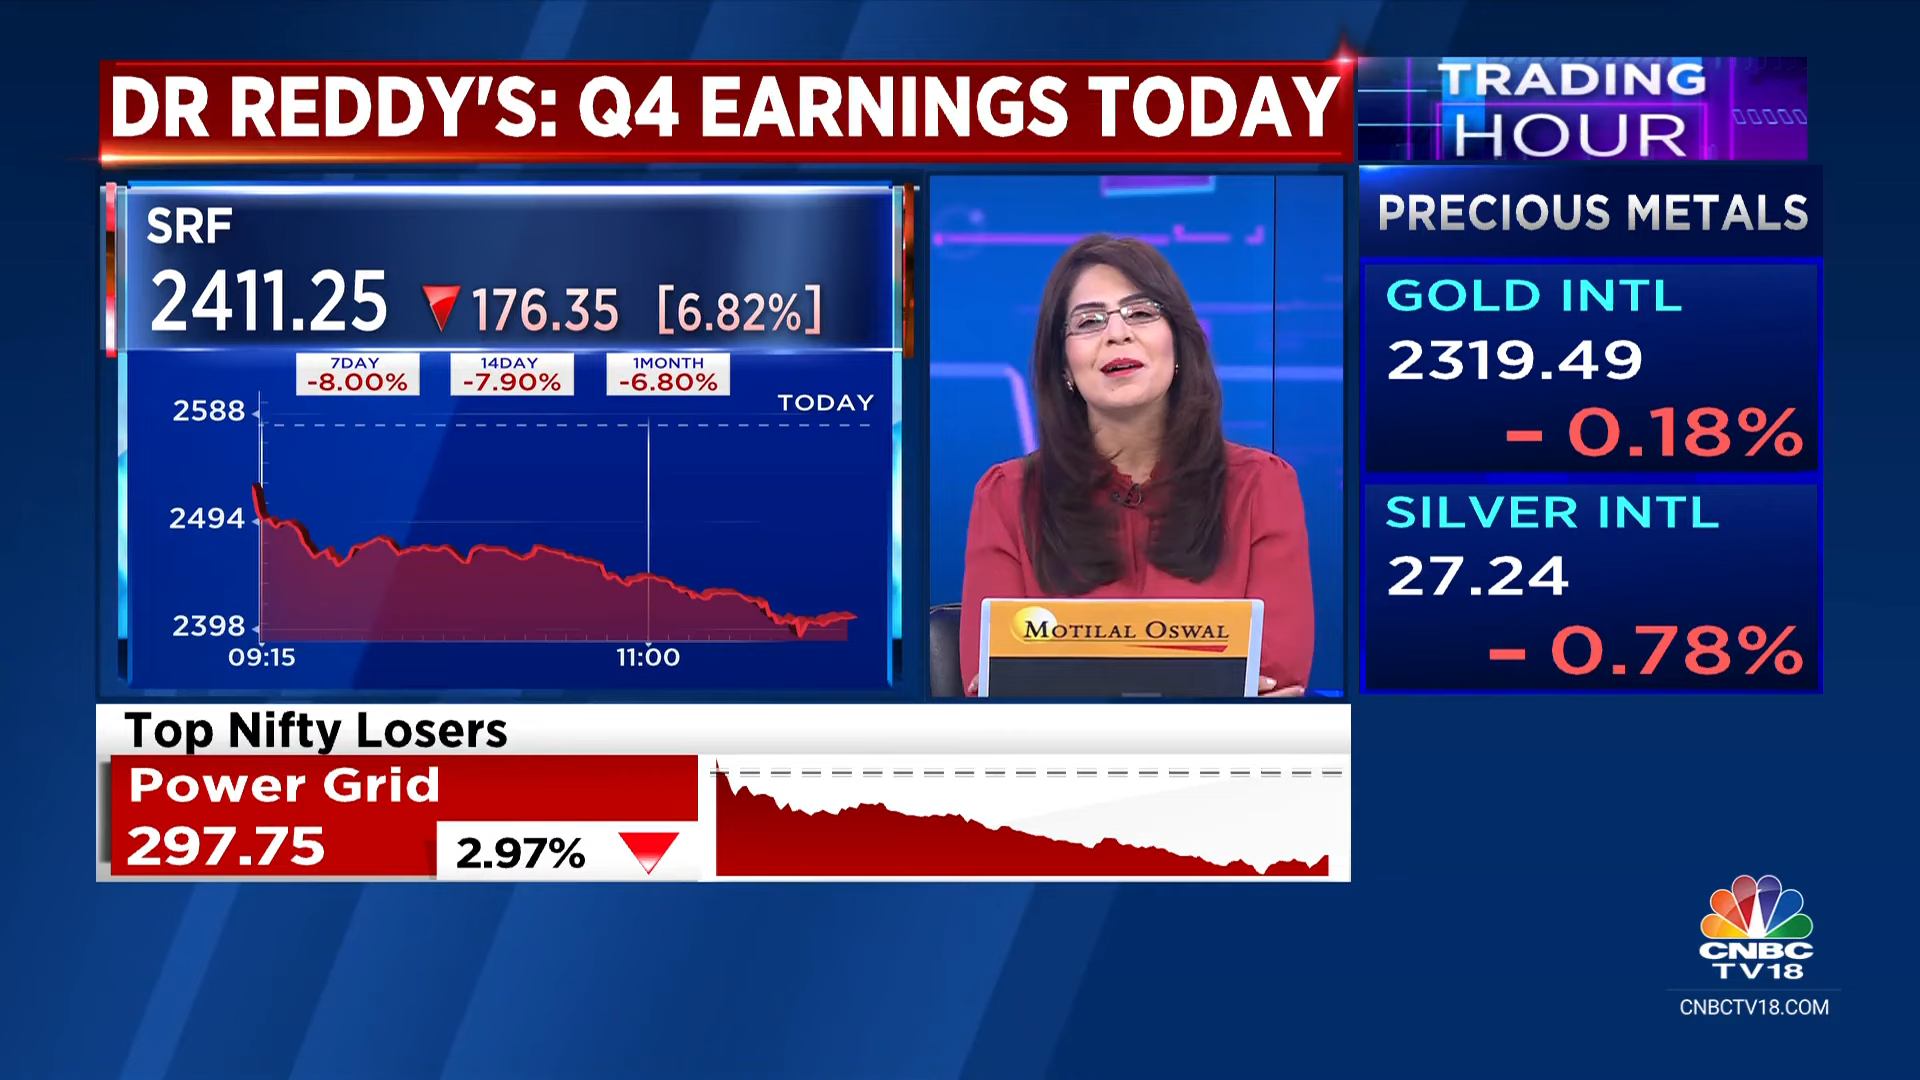 DR REDDY'S: Q4 EARNINGS TODAY
TRADING
HOUR
SRF
2411.25 ▼ 176.35 [6.82%]
7DAY
-8.00%
14DAY
-7.90%
1MONTH
-6.80%
TODAY
2588
2494
2398
09:15
11:00
MOTILAL OSWAL
PRECIOUS METALS
GOLD INTL
2319.49
- 0.18%
SILVER INTL
27.24
- 0.78%
Top Nifty Losers
Power Grid
297.75
2.97% ▼
CNBC
TV18
CNBCTV18.COM